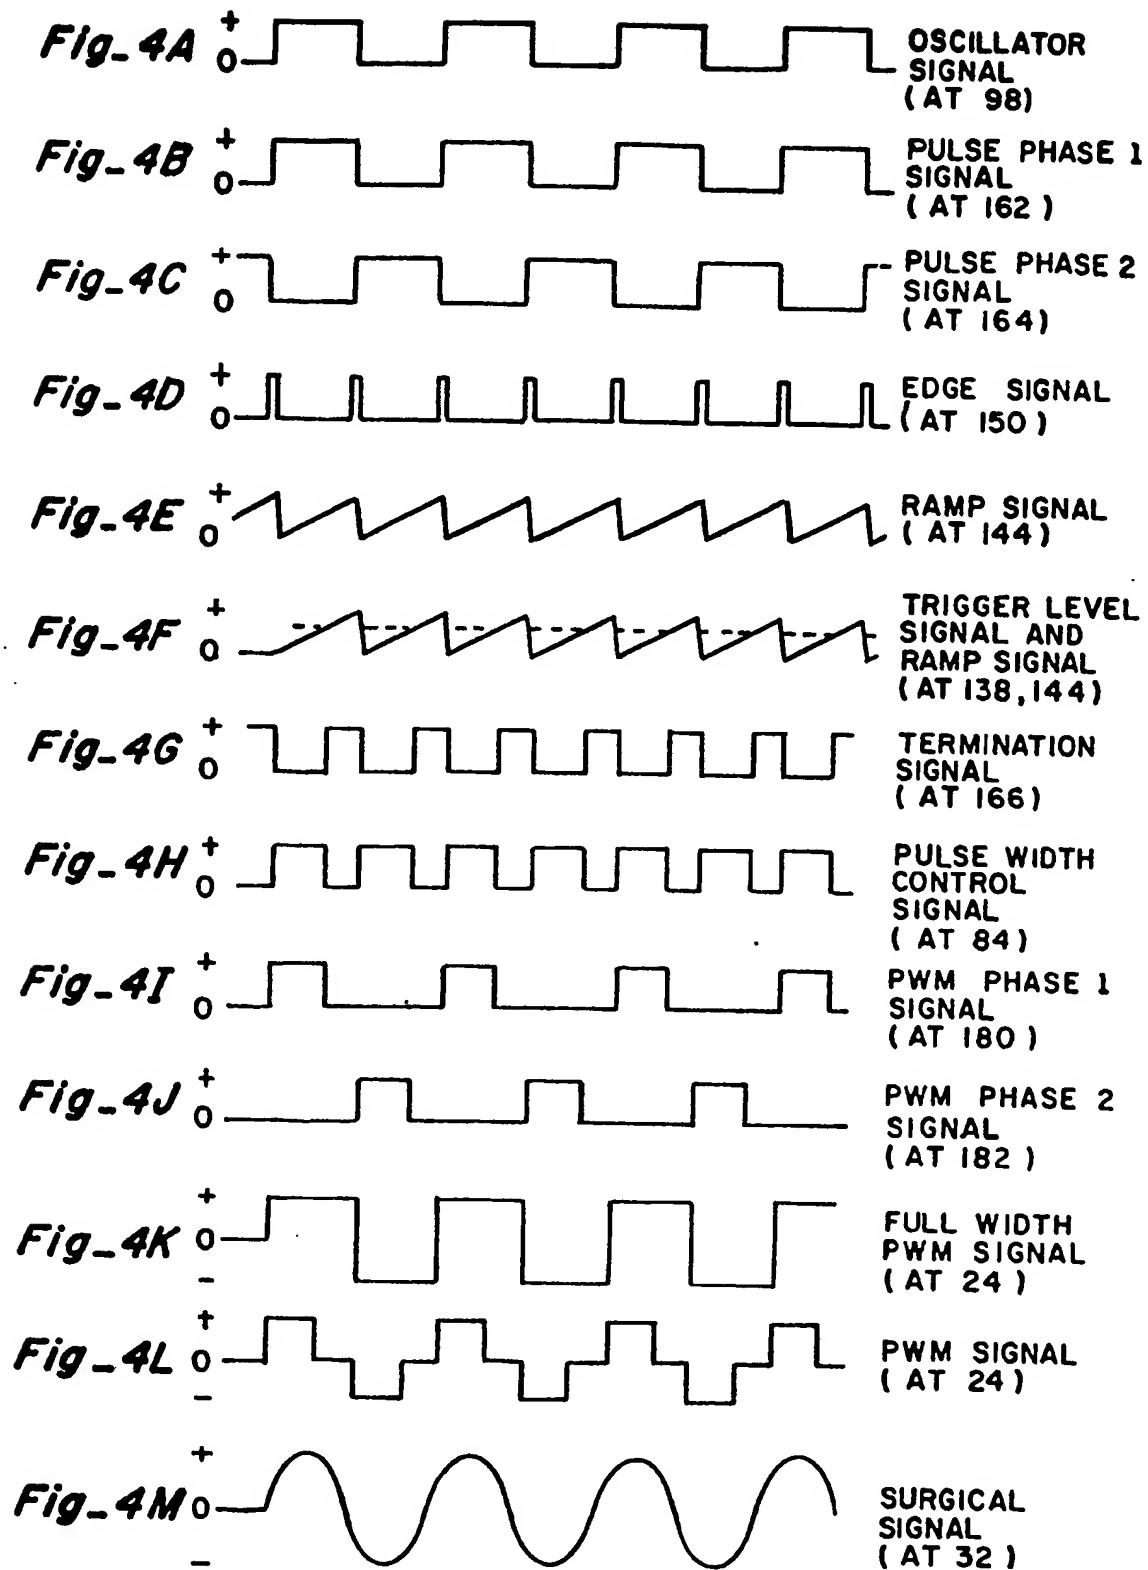 Fig_4A + 0 OSCILLATOR
SIGNAL
(AT 98)
Fig_4B + 0 PULSE PHASE 1
SIGNAL
(AT 162)
Fig_4C + 0 PULSE PHASE 2
SIGNAL
(AT 164)
Fig_4D + 0 EDGE SIGNAL
(AT 150)
Fig_4E + 0 RAMP SIGNAL
(AT 144)
Fig_4F + 0 TRIGGER LEVEL
SIGNAL AND
RAMP SIGNAL
(AT 138,144)
Fig_4G + 0 TERMINATION
SIGNAL
(AT 166)
Fig_4H + 0 PULSE WIDTH
CONTROL
SIGNAL
(AT 84)
Fig_4I + 0 PWM PHASE 1
SIGNAL
(AT 180)
Fig_4J + 0 PWM PHASE 2
SIGNAL
(AT 182)
Fig_4K + 0 - FULL WIDTH
PWM SIGNAL
(AT 24)
Fig_4L + 0 - PWM SIGNAL
(AT 24)
Fig_4M + 0 - SURGICAL
SIGNAL
(AT 32)